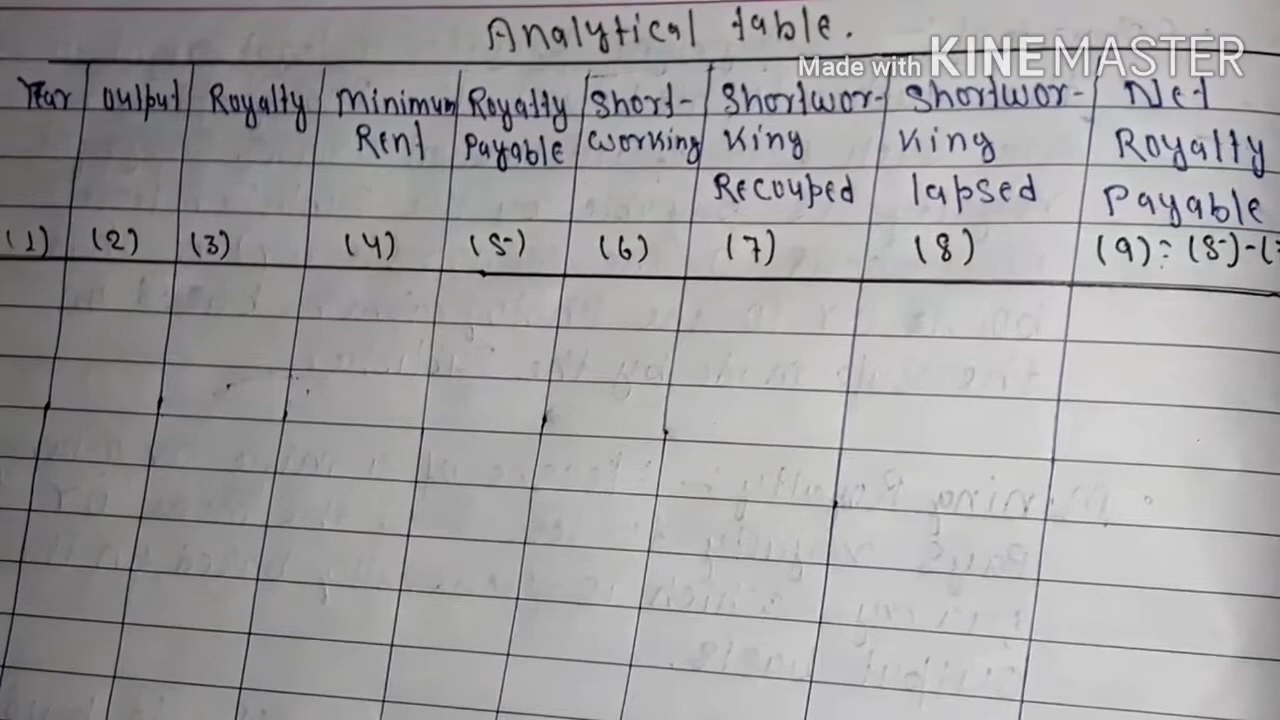 Analytical table.
Made with KINEMASTER
Year output Royalty Minimum Royalty Short- Shortwor- Shortwor- Net
Rent Payable working king king Royalty
Recouped lapsed Payable
(1) (2) (3) (4) (5) (6) (7) (8) (9)=(5)-(